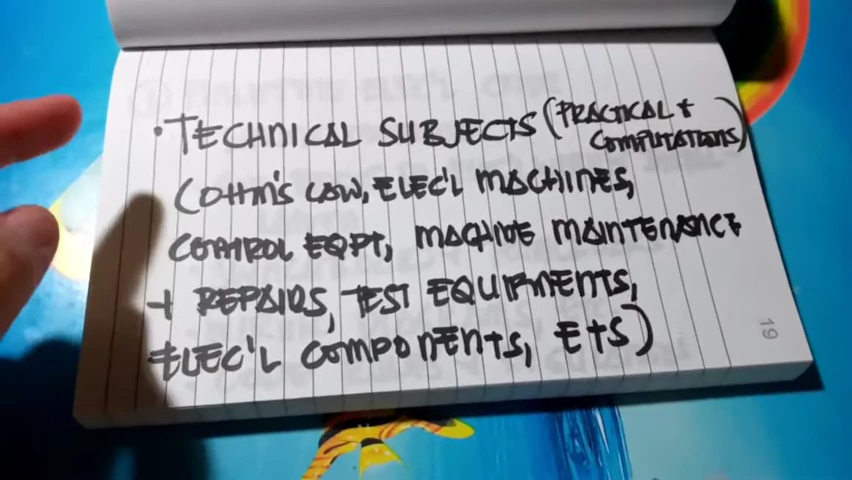 • TECHNICAL SUBJECTS (PRACTICAL +
COMPUTATIONS)
(OHM'S LAW, ELEC'L MACHINES,
CONTROL EQPT, MACHINE MAINTENANCE
+ REPAIRS, TEST EQUIPMENTS,
ELEC'L COMPONENTS, ETS)
19